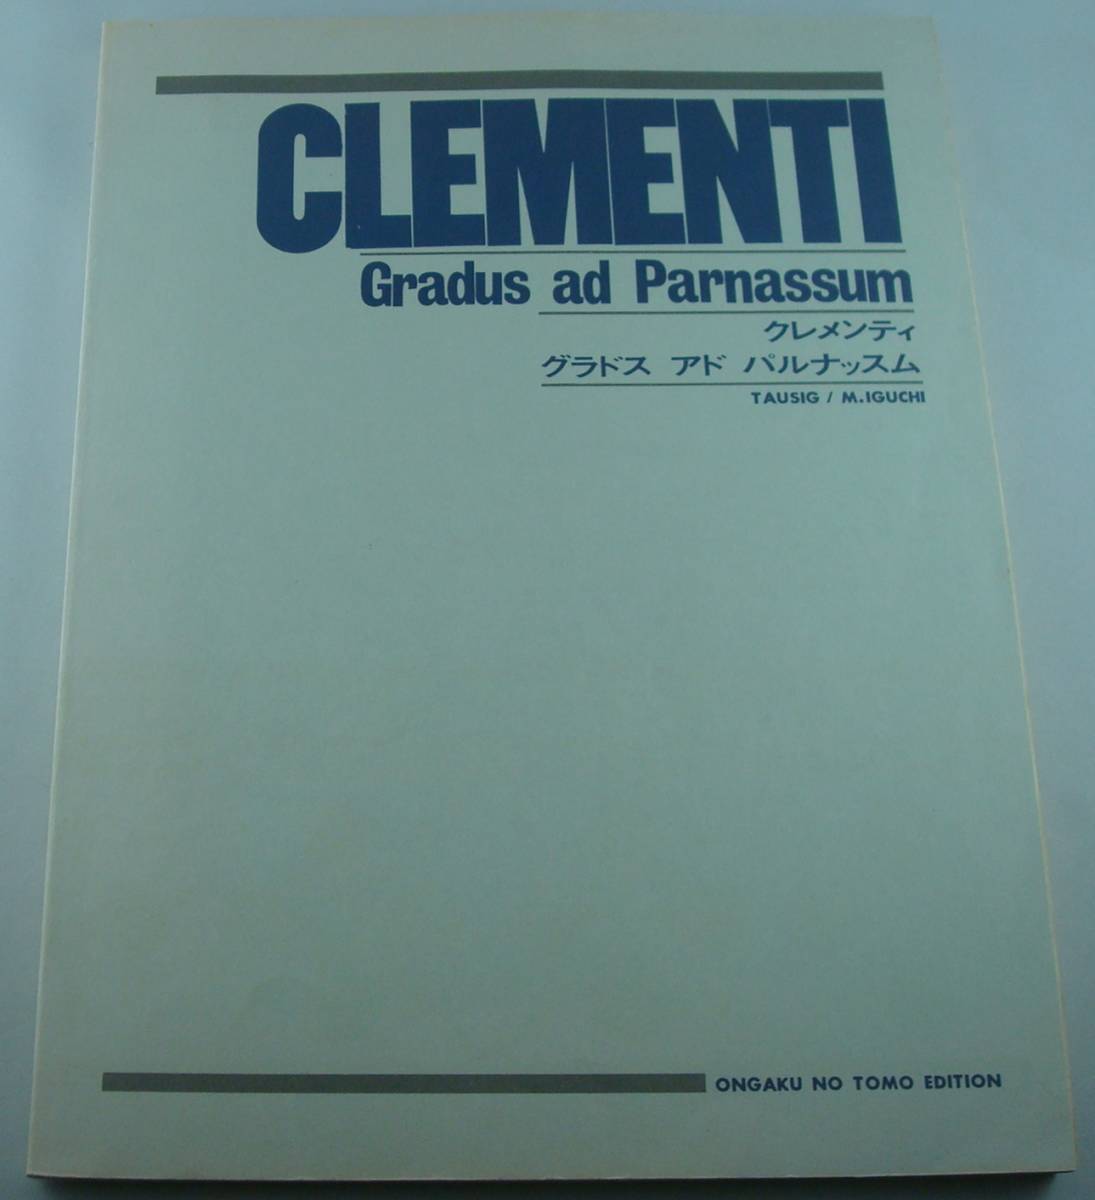 CLEMENTI
Gradus ad Parnassum
クレメンティ
グラドス アド パルナッスム
TAUSIG / M.IGUCHI
ONGAKU NO TOMO EDITION